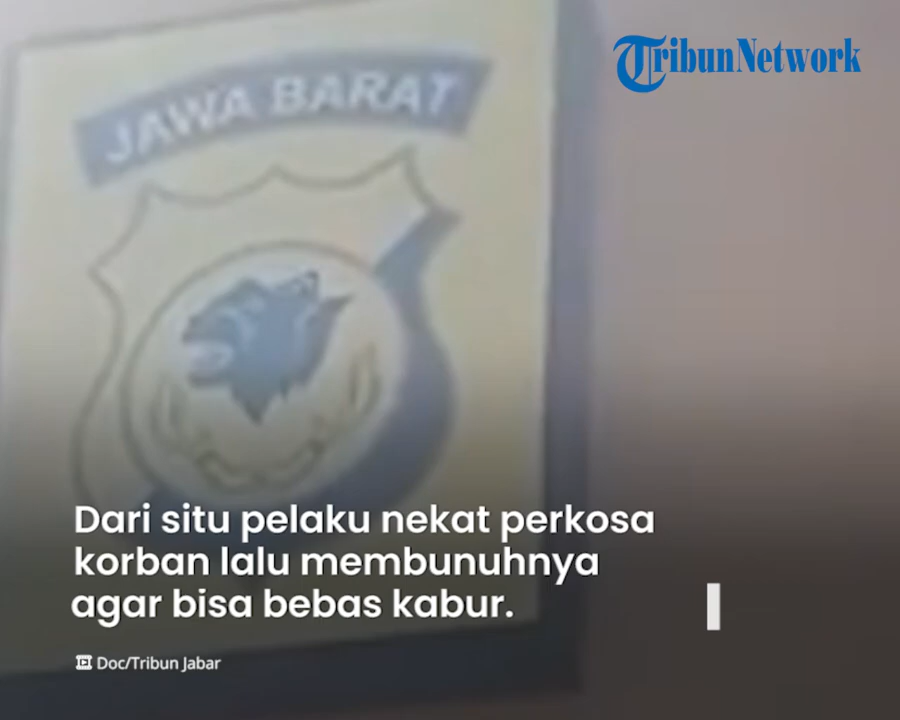 TribunNetwork
JAWA BARAT
Dari situ pelaku nekat perkosa
korban lalu membunuhnya
agar bisa bebas kabur.
Doc/Tribun Jabar